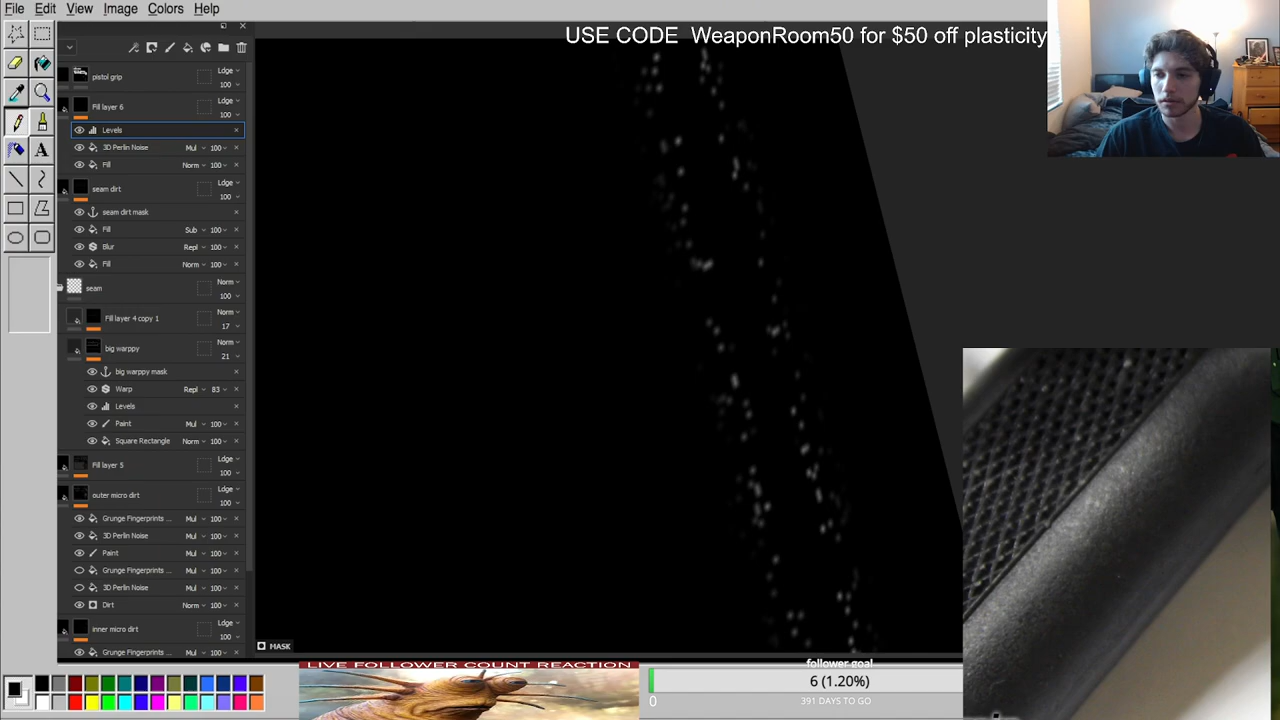 File Edit View Image Colors Help
USE CODE WeaponRoom50 for $50 off plasticity
Ldge
pistol grip 100
Ldge
Fill layer 6 100
Levels
3D Perlin Noise Mul 100
Fill Norm 100
Ldge
seam dirt 100
seam dirt mask
Fill Sub 100
Blur Repl 100
Fill Norm 100
Norm
seam 100
Norm
Fill layer 4 copy 1 17
Norm
big warppy 21
big warppy mask
Warp Repl 83
Levels
Paint Mul 100
Square Rectangle Norm 100
Ldge
Fill layer 5 100
Ldge
outer micro dirt 100
Grunge Fingerprints ... Mul 100
3D Perlin Noise Mul 100
Paint Mul 100
Grunge Fingerprints ... Mul 100
3D Perlin Noise Mul 100
Dirt Norm 100
Ldge
inner micro dirt 100
Grunge Fingerprints ... Mul 100
MASK
LIVE FOLLOWER COUNT REACTION
follower goal
6 (1.20%)
0
391 DAYS TO GO
A